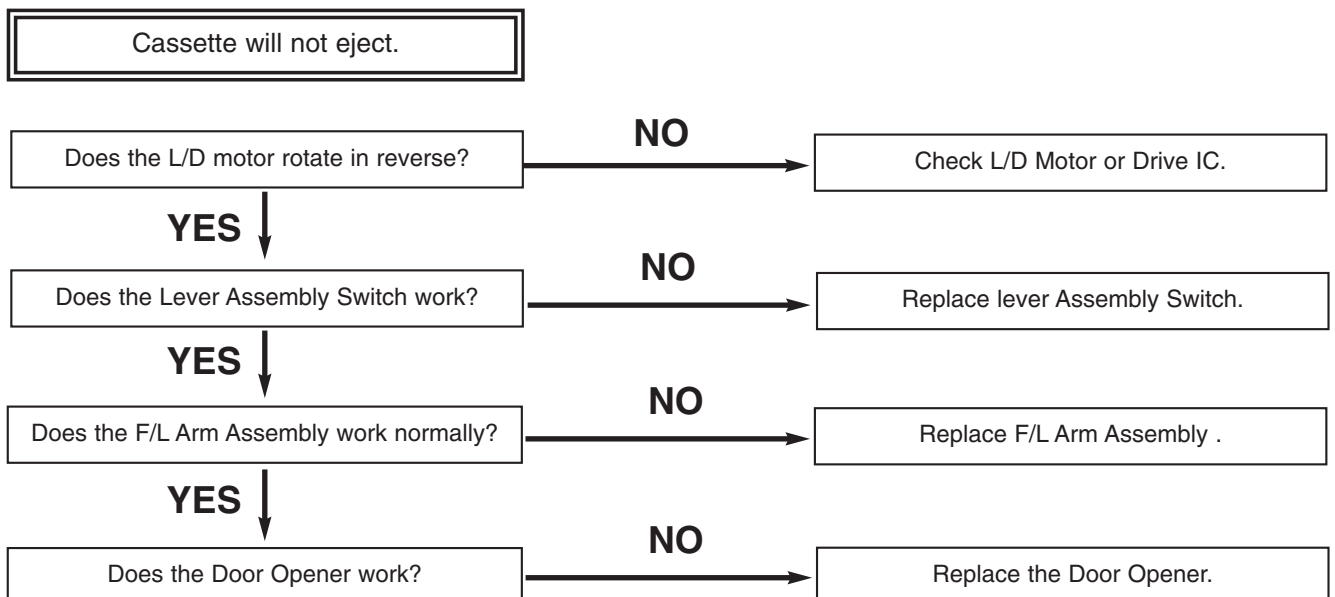 Cassette will not eject.
NO
Does the L/D motor rotate in reverse?
Check L/D Motor or Drive IC.
YES
NO
Does the Lever Assembly Switch work?
Replace lever Assembly Switch.
YES
NO
Does the F/L Arm Assembly work normally?
Replace F/L Arm Assembly .
YES
NO
Does the Door Opener work?
Replace the Door Opener.